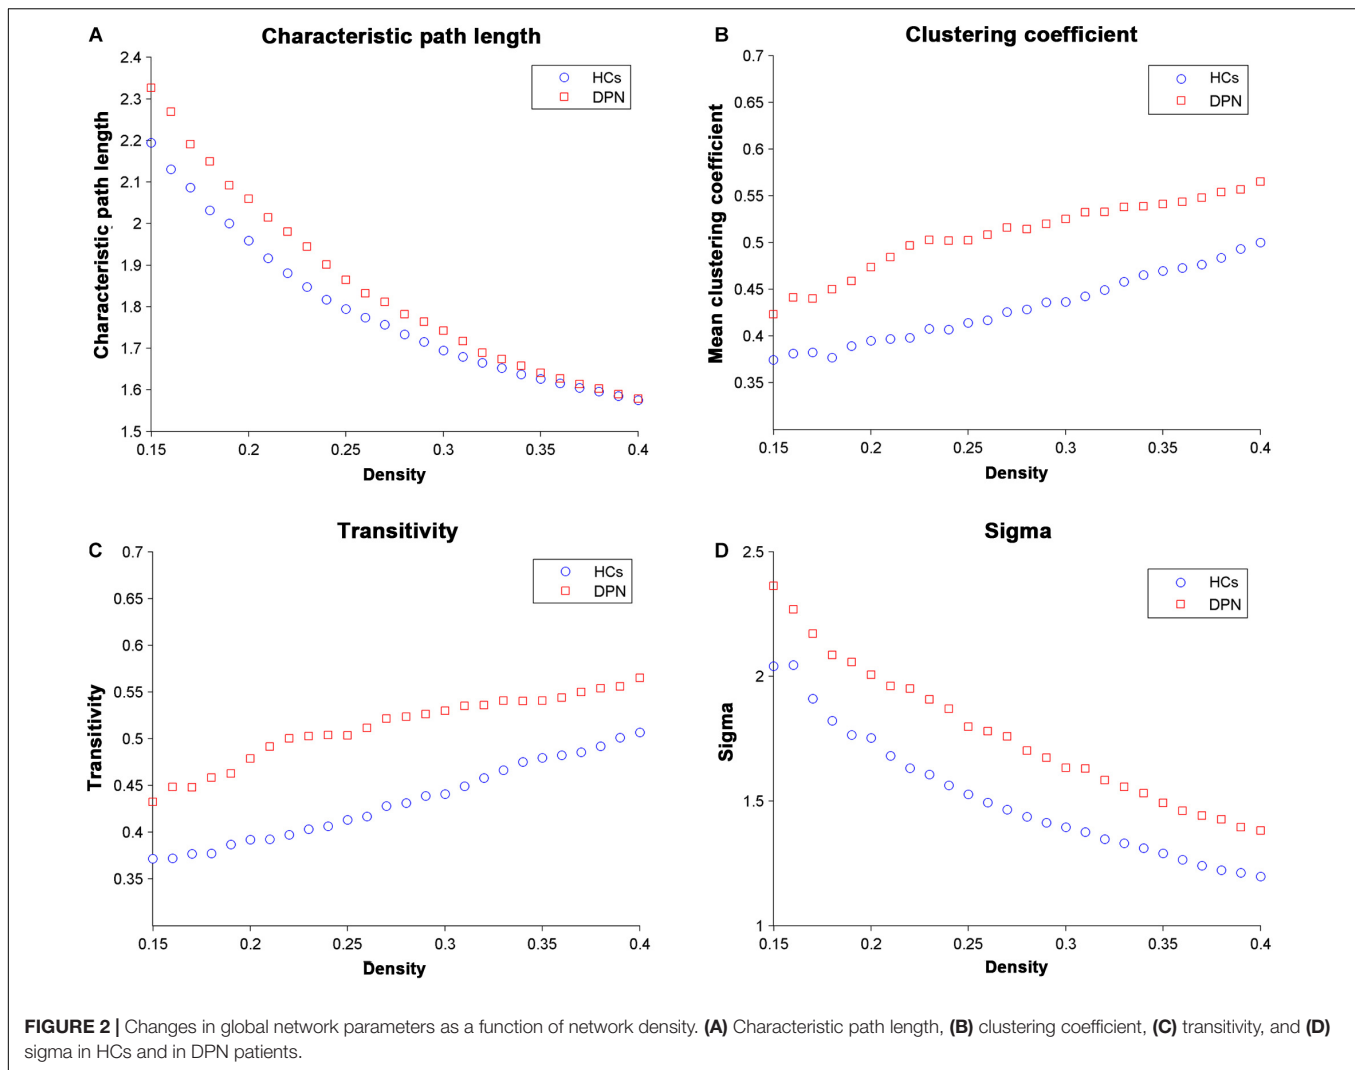 A
Characteristic path length
2.4
2.3
2.2
2.1
2
1.9
1.8
1.7
1.6
1.5
Characteristic path length
HCs
DPN
0.15 0.2 0.25 0.3 0.35 0.4
Density
B
Clustering coefficient
0.7
0.65
0.6
0.55
0.5
0.45
0.4
0.35
Mean clustering coefficient
HCs
DPN
0.15 0.2 0.25 0.3 0.35 0.4
Density
C
Transitivity
0.7
0.65
0.6
0.55
0.5
0.45
0.4
0.35
Transitivity
HCs
DPN
0.15 0.2 0.25 0.3 0.35 0.4
Density
D
Sigma
2.5
2
1.5
1
Sigma
HCs
DPN
0.15 0.2 0.25 0.3 0.35 0.4
Density
FIGURE 2 | Changes in global network parameters as a function of network density. (A) Characteristic path length, (B) clustering coefficient, (C) transitivity, and (D)
sigma in HCs and in DPN patients.